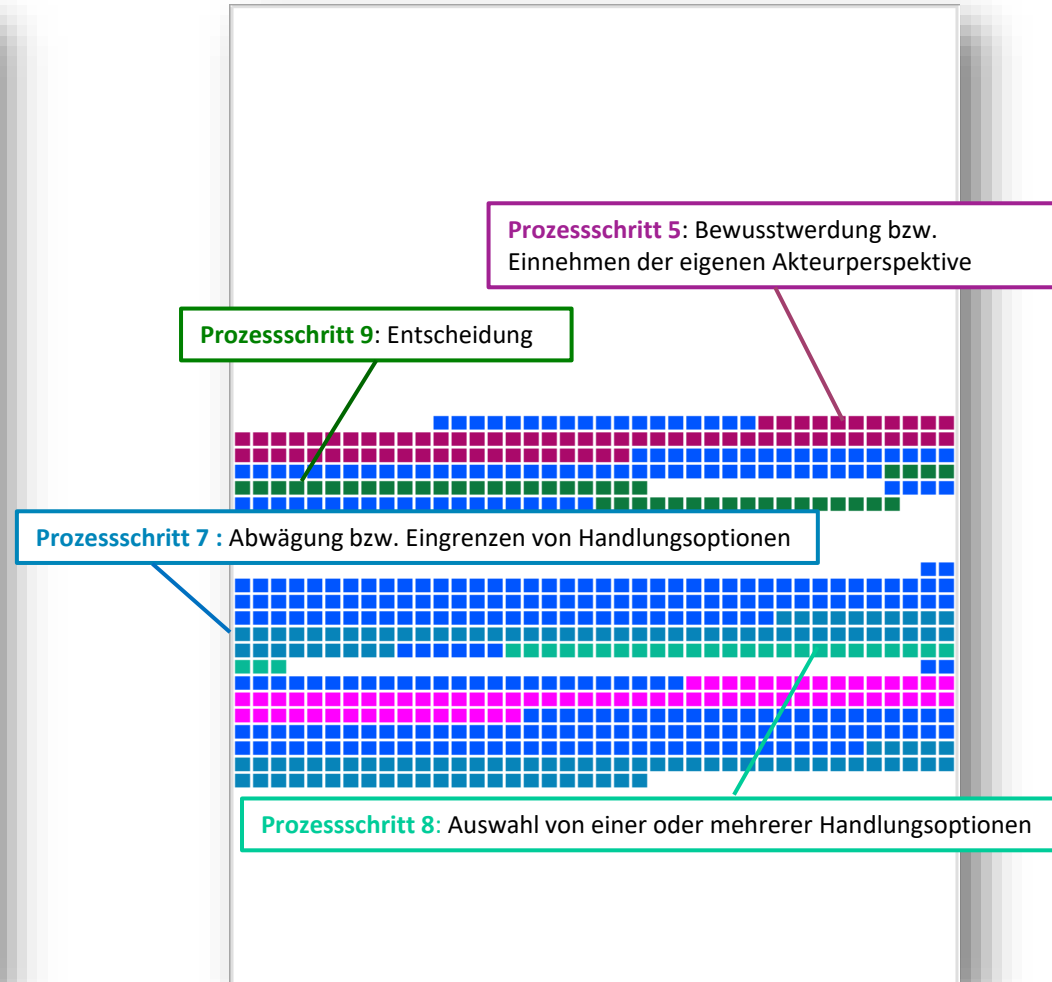 Prozessschritt 5: Bewusstwerdung bzw.
Einnehmen der eigenen Akteurperspektive
Prozessschritt 9: Entscheidung
Prozessschritt 7 : Abwägung bzw. Eingrenzen von Handlungsoptionen
Prozessschritt 8: Auswahl von einer oder mehrerer Handlungsoptionen